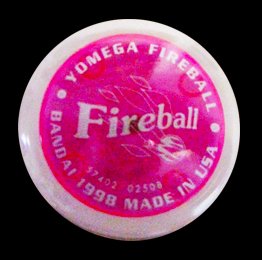 • YOMEGA FIREBALL •
Fireball
57402 02508
BANDAI 1998 MADE IN USA